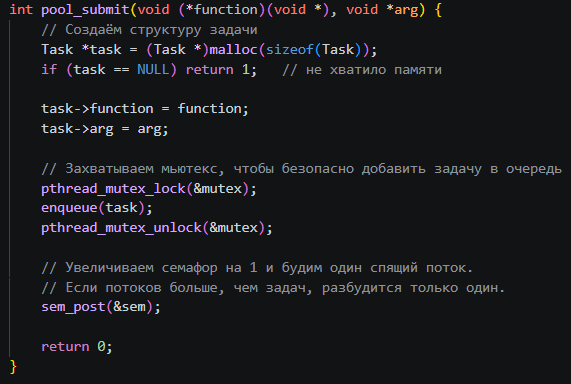 int pool_submit(void (*function)(void *), void *arg) {
    // Создаём структуру задачи
    Task *task = (Task *)malloc(sizeof(Task));
    if (task == NULL) return 1;   // не хватило памяти

    task->function = function;
    task->arg = arg;

    // Захватываем мьютекс, чтобы безопасно добавить задачу в очередь
    pthread_mutex_lock(&mutex);
    enqueue(task);
    pthread_mutex_unlock(&mutex);

    // Увеличиваем семафор на 1 и будим один спящий поток.
    // Если потоков больше, чем задач, разбудится только один.
    sem_post(&sem);

    return 0;
}